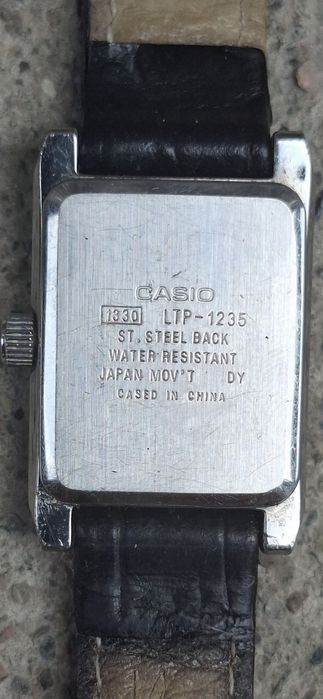 CASIO
1330 LTP-1235
ST. STEEL BACK
WATER RESISTANT
JAPAN MOV'T DY
CASED IN CHINA